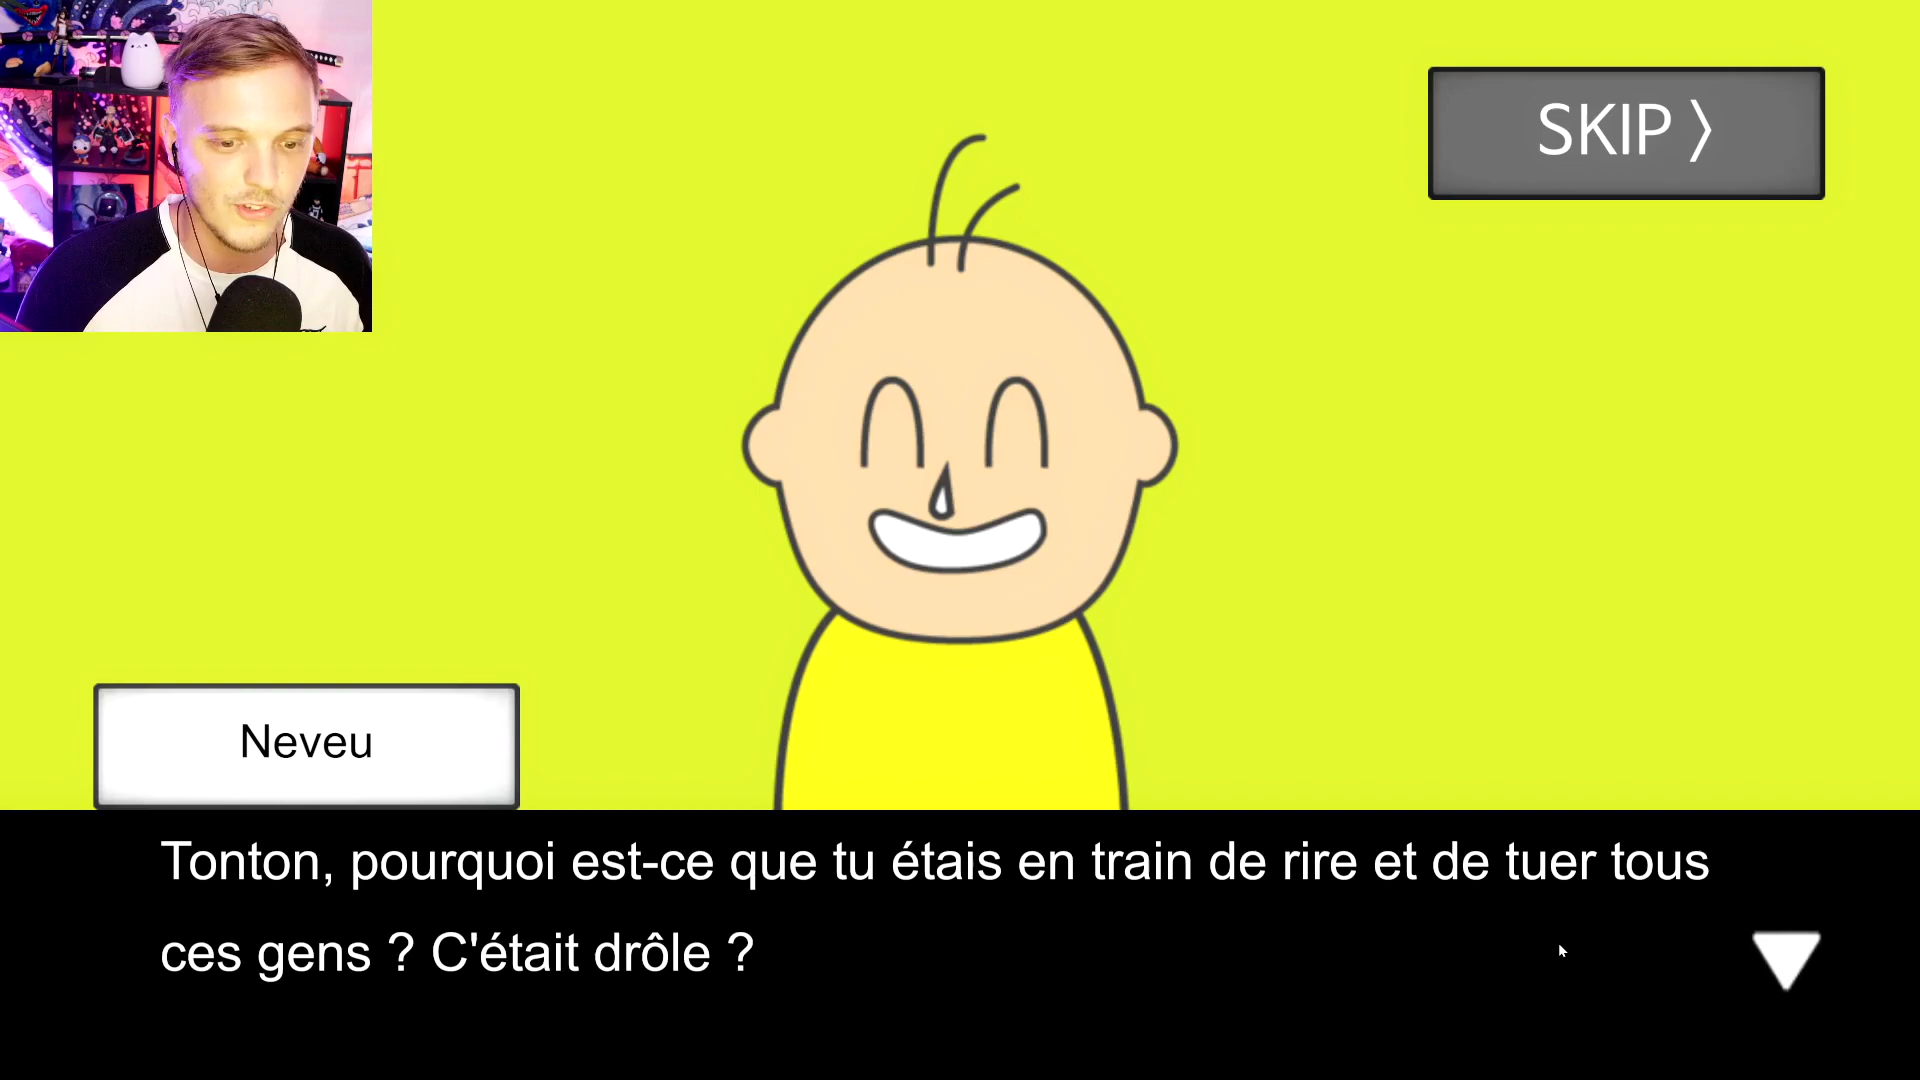 SKIP 〉
Neveu
Tonton, pourquoi est-ce que tu étais en train de rire et de tuer tous
ces gens ? C'était drôle ?